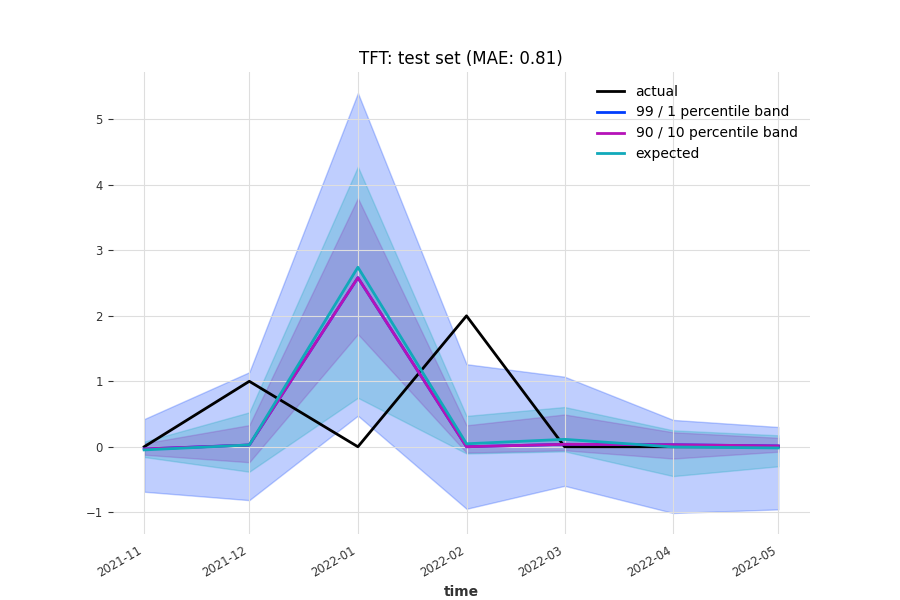 TFT: test set (MAE: 0.81)
actual
99 / 1 percentile band
90 / 10 percentile band
expected
5
4
3
2
1
0
−1
2021-11
2021-12
2022-01
2022-02
2022-03
2022-04
2022-05
time